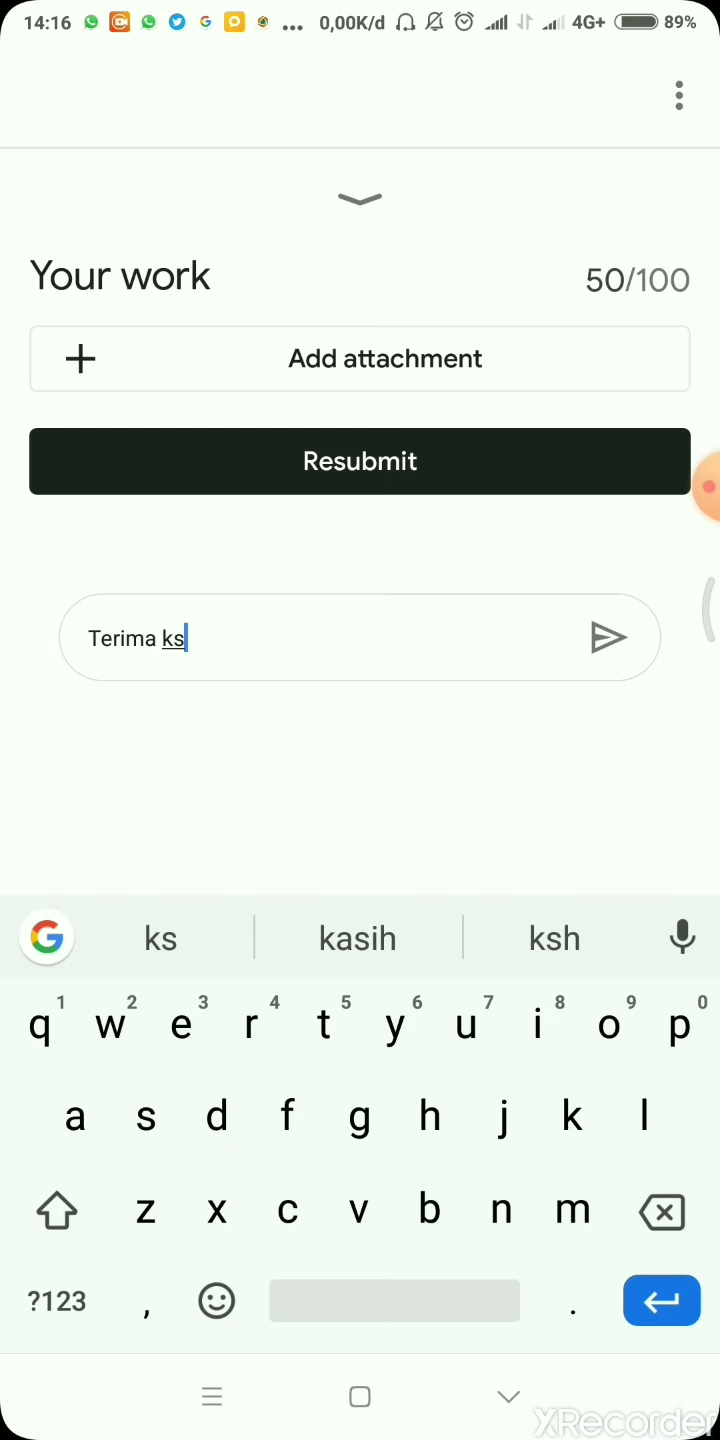 14:16 ... 0,00K/d 4G+ 89%
Your work 50/100
+ Add attachment
Resubmit
Terima ks
ks kasih ksh
q1 w2 e3 r4 t5 y6 u7 i8 o9 p0
a s d f g h j k l
z x c v b n m
?123 , .
XRecorder